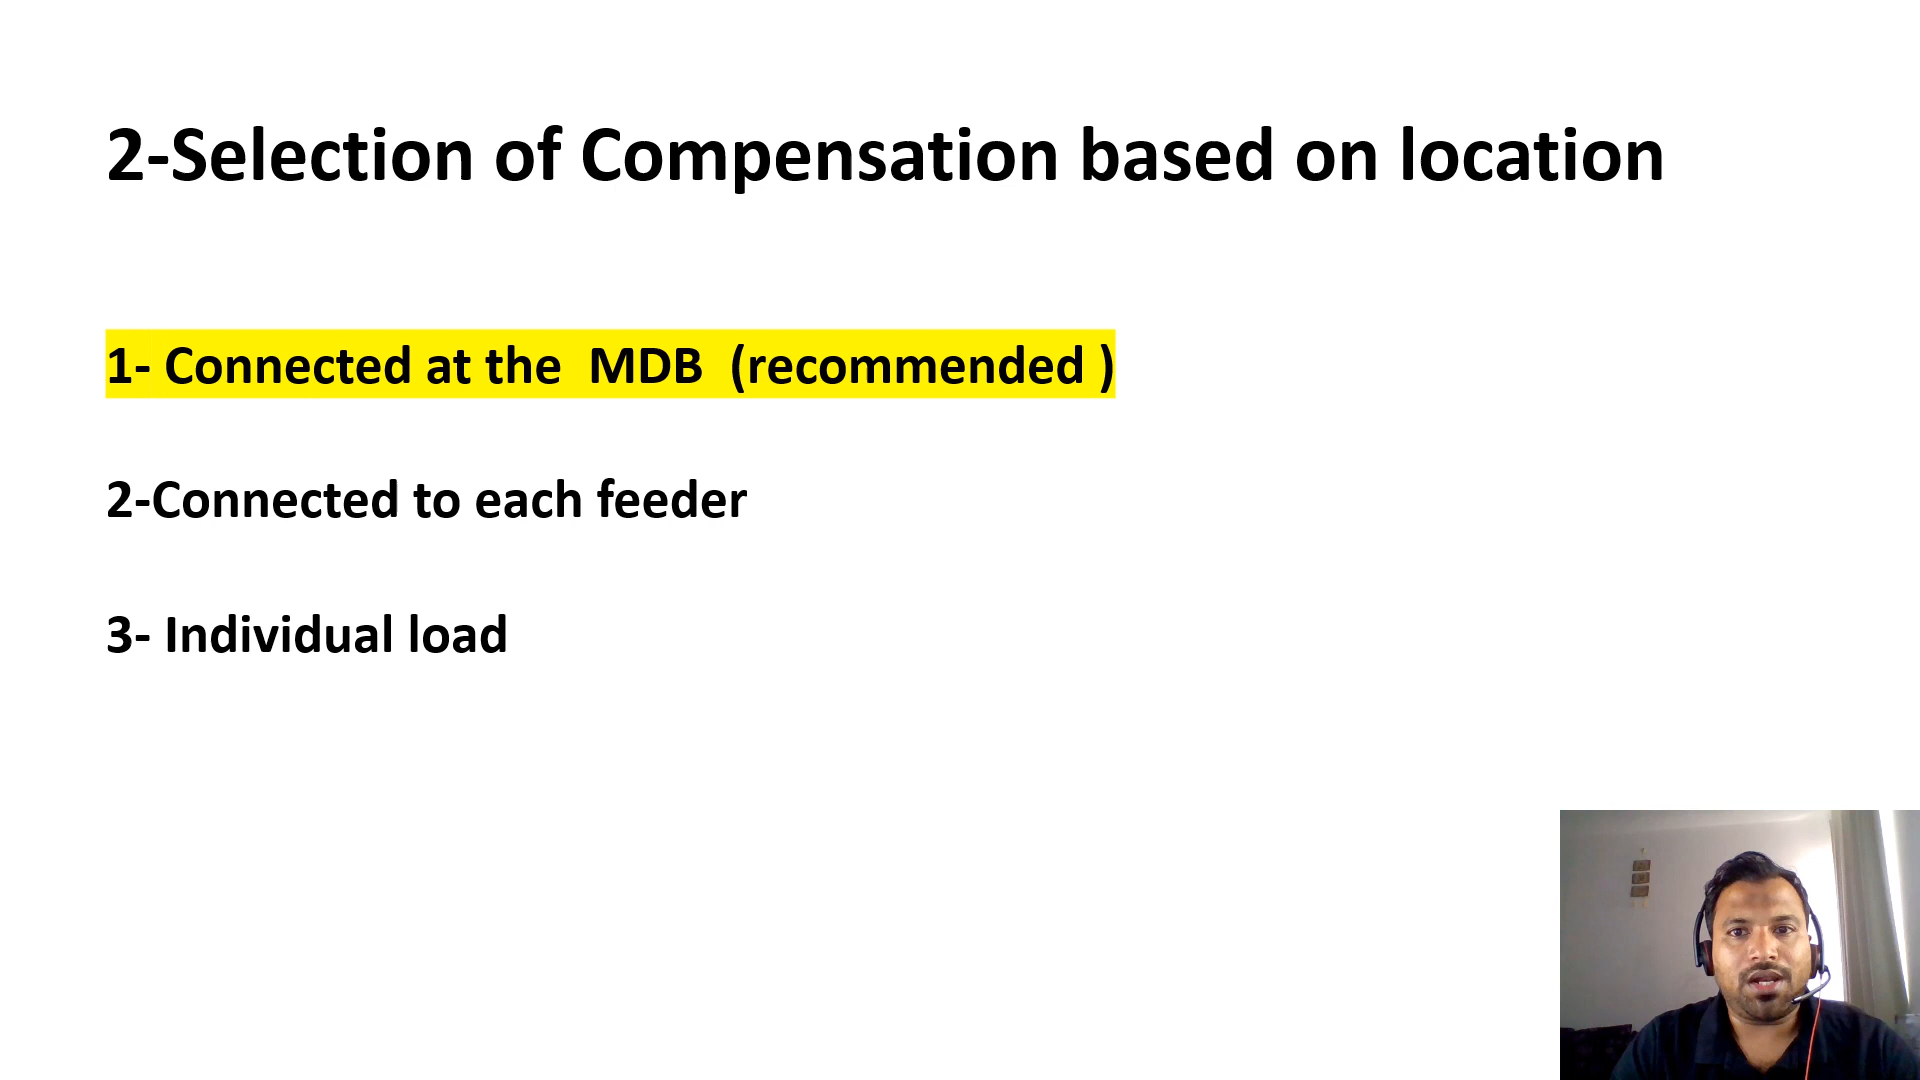 2-Selection of Compensation based on location
1- Connected at the  MDB  (recommended )
2-Connected to each feeder
3- Individual load